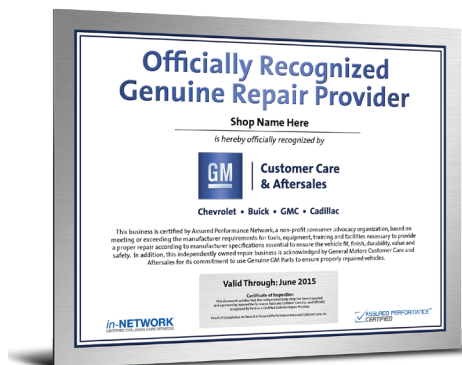 Officially Recognized
Genuine Repair Provider
Shop Name Here
is hereby officially recognized by
GM
Customer Care
& Aftersales
Chevrolet • Buick • GMC • Cadillac
This business is certified by Assured Performance Network, a non-profit consumer advocacy organization, based on
meeting or exceeding the manufacturer requirements for tools, equipment, training and facilities necessary to provide
a proper repair according to manufacturer specifications essential to ensure the vehicle fit, finish, durability, value and
safety. In addition, this independently owned repair business is acknowledged by General Motors Customer Care and
Aftersales for its commitment to use Genuine GM Parts to ensure properly repaired vehicles.
Valid Through: June 2015
Certificate of Inspection:
in-NETWORK
CERTIFIED COLLISION CARE SERVICES
ASSURED PERFORMANCE
CERTIFIED